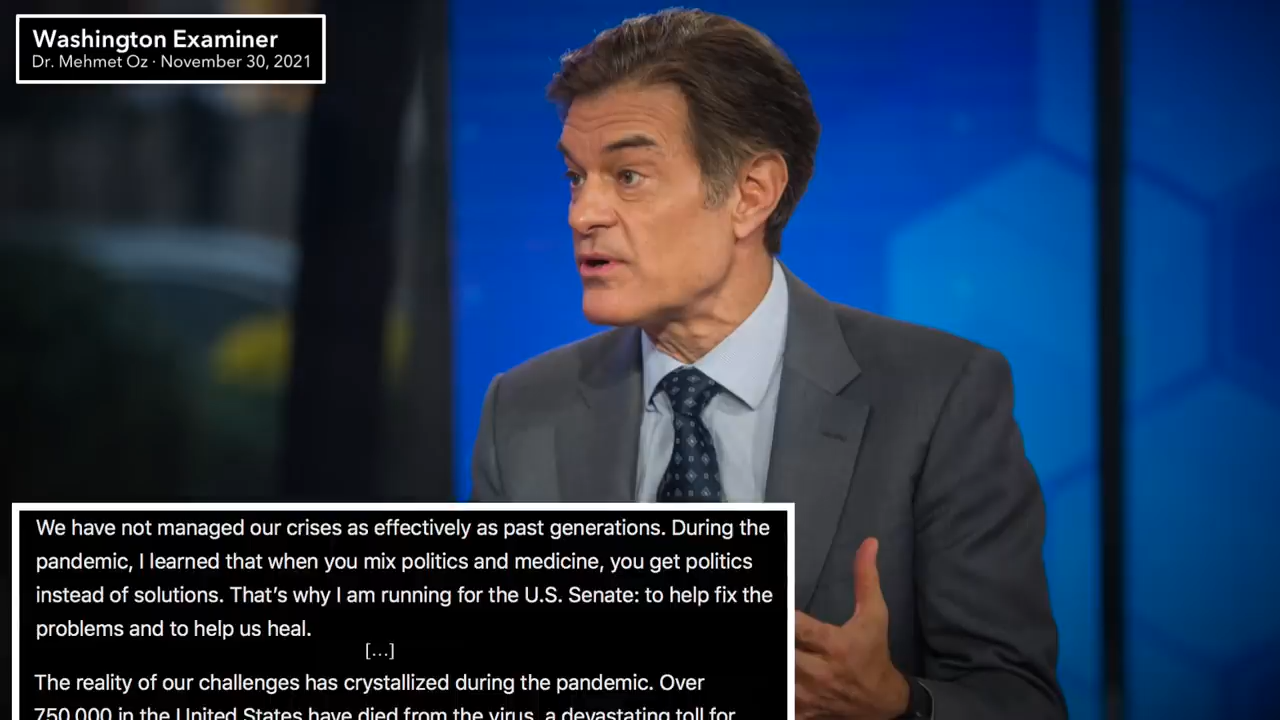 Washington Examiner
Dr. Mehmet Oz · November 30, 2021
We have not managed our crises as effectively as past generations. During the
pandemic, I learned that when you mix politics and medicine, you get politics
instead of solutions. That’s why I am running for the U.S. Senate: to help fix the
problems and to help us heal.
[...]
The reality of our challenges has crystallized during the pandemic. Over
750,000 in the United States have died from the virus, a devastating toll for